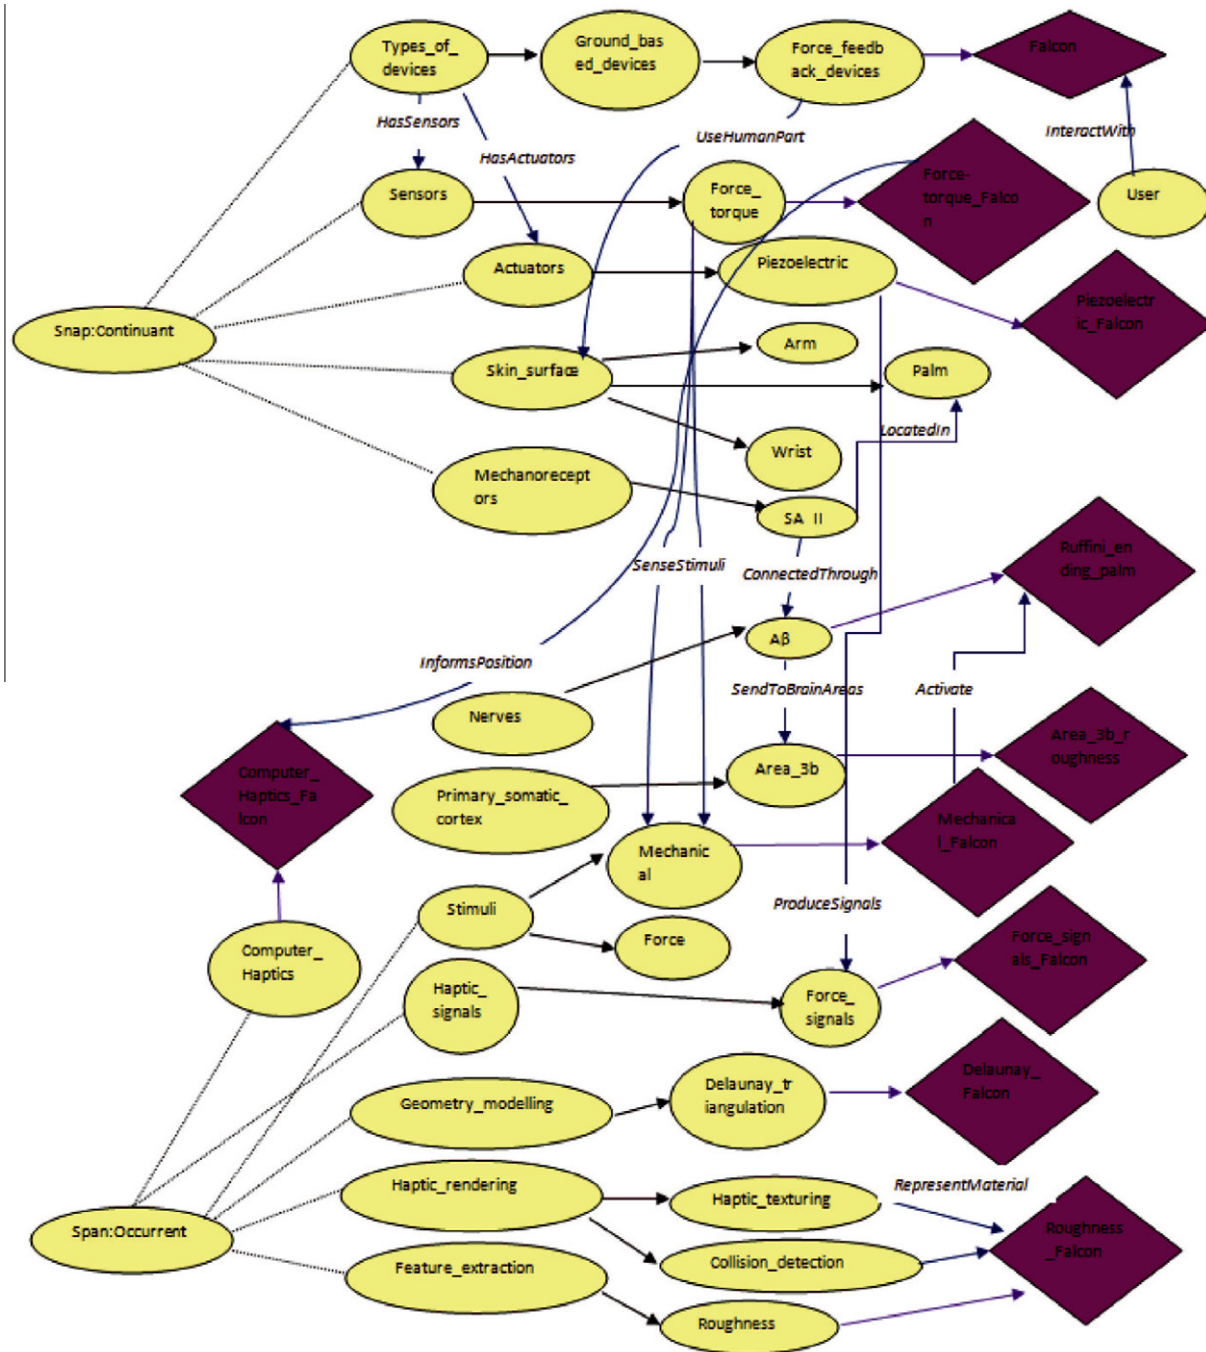 Types_of_
devices
Ground_bas
ed_devices
Force_feedb
ack_devices
Falcon
HasSensors
HasActuators
UseHumanPart
InteractWith
Sensors
Force_
torque
Force-
torque_Falco
n
User
Actuators
Piezoelectric
Piezoelectr
ic_Falcon
Snap:Continuant
Arm
Skin_surface
Palm
LocatedIn
Wrist
Mechanorecept
ors
SA_II
SenseStimuli
ConnectedThrough
Ruffini_en
ding_palm
Aβ
InformsPosition
SendToBrainAreas
Activate
Nerves
Area_3b
Area_3b_r
oughness
Computer_
Haptics_Fa
lcon
Primary_somatic_
cortex
Mechanic
al
Mechanica
l_Falcon
ProduceSignals
Stimuli
Force
Computer_
Haptics
Haptic_
signals
Force_
signals
Force_sign
als_Falcon
Geometry_modelling
Delaunay_tr
iangulation
Delaunay_
Falcon
Haptic_rendering
Haptic_texturing
RepresentMaterial
Span:Occurrent
Roughness
_Falcon
Feature_extraction
Collision_detection
Roughness